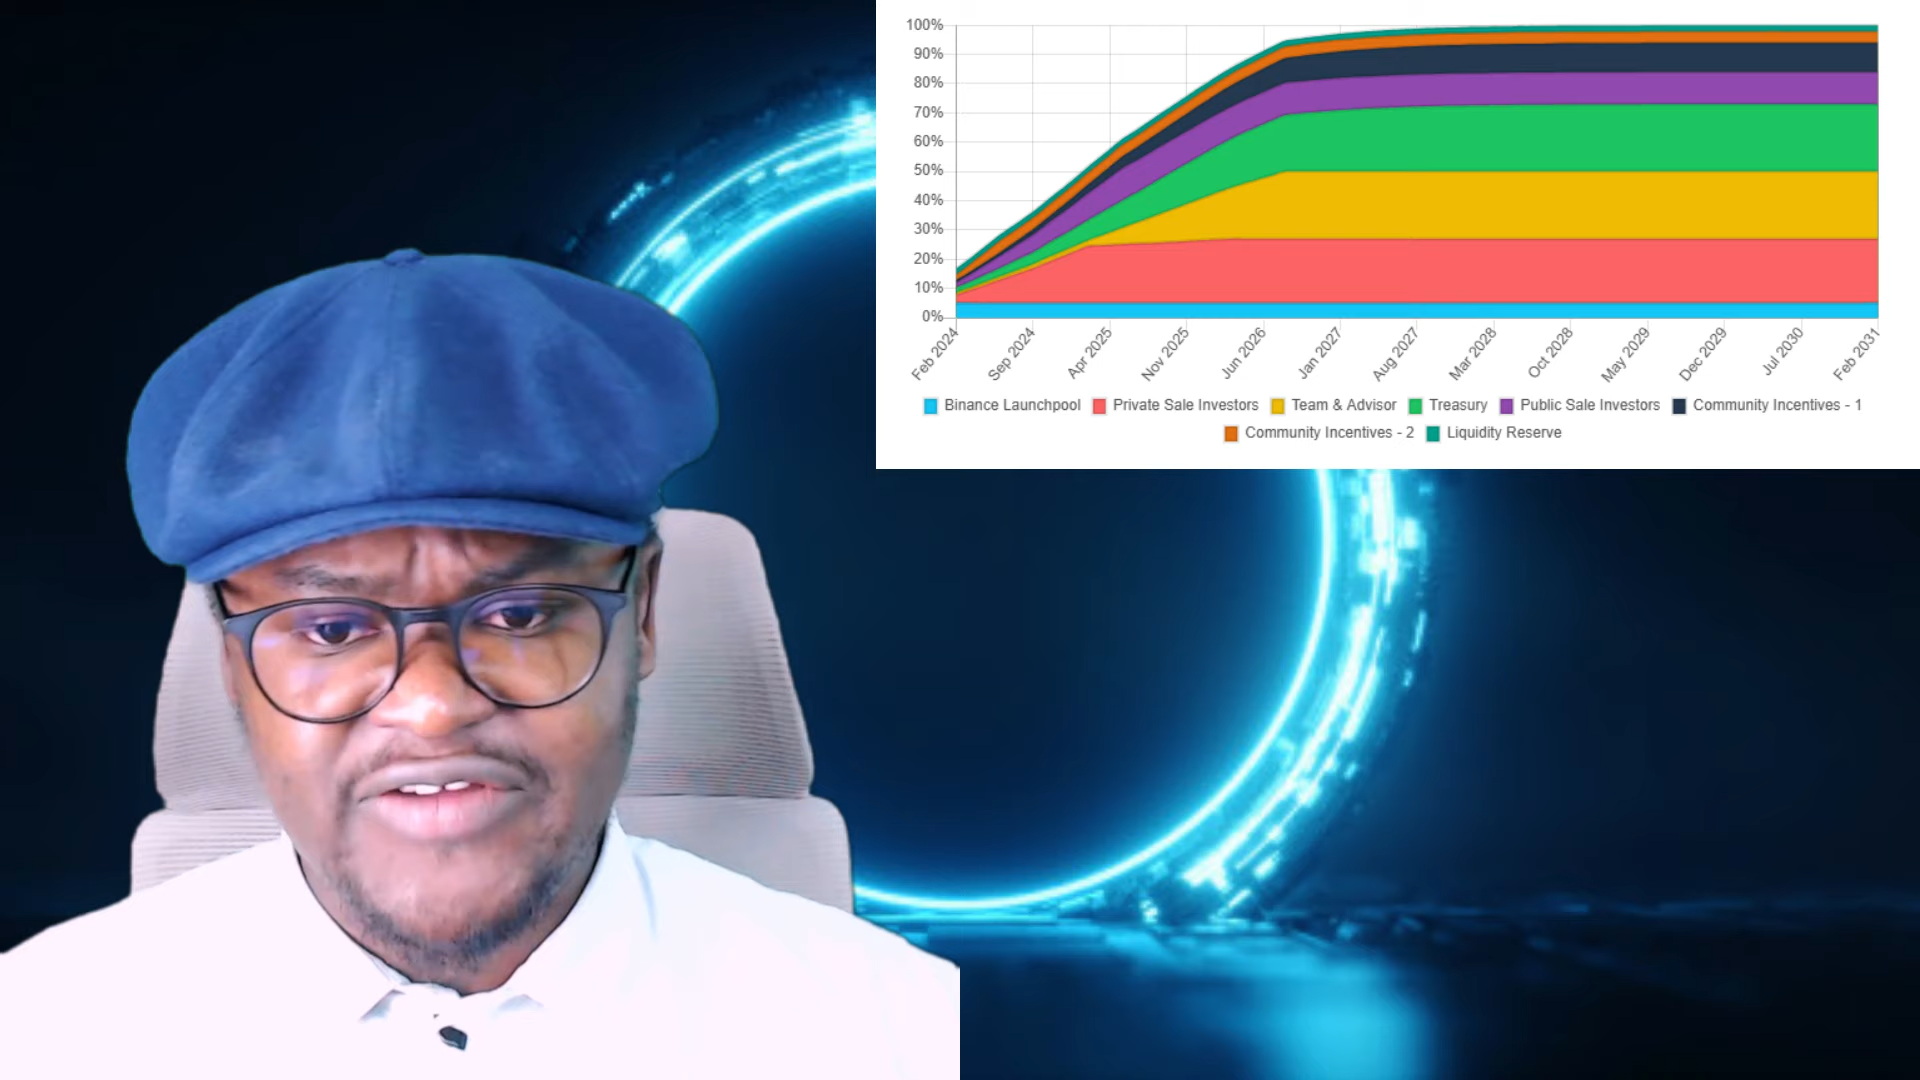 100%
90%
80%
70%
60%
50%
40%
30%
20%
10%
0%
Feb 2024
Sep 2024
Apr 2025
Nov 2025
Jun 2026
Jan 2027
Aug 2027
Mar 2028
Oct 2028
May 2029
Dec 2029
Jul 2030
Feb 2031
Binance Launchpool Private Sale Investors Team & Advisor Treasury Public Sale Investors Community Incentives - 1
Community Incentives - 2 Liquidity Reserve